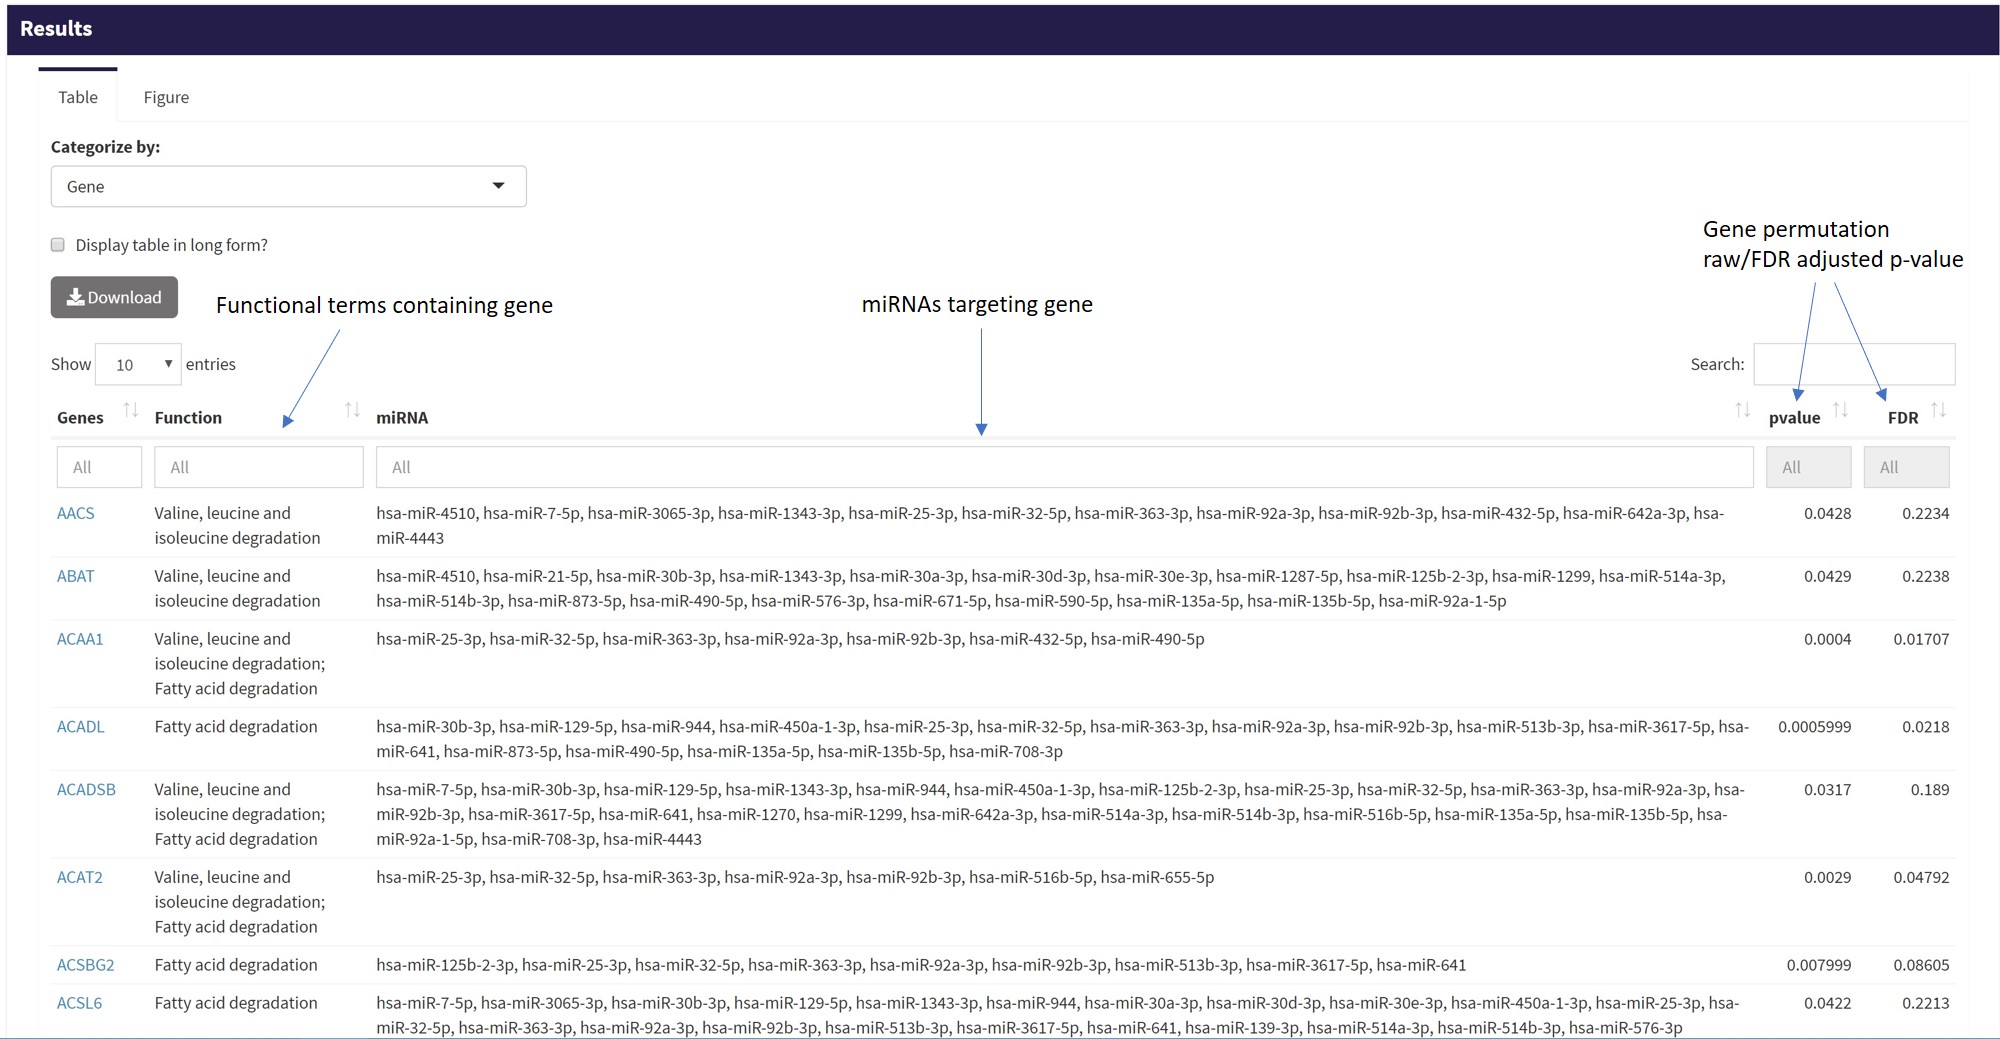 Results
Table
Figure
Categorize by:
Gene
Display table in long form?
Gene permutation
raw/FDR adjusted p-value
Download
Functional terms containing gene
miRNAs targeting gene
Show 10 entries
Search:
Genes Function miRNA pvalue FDR
All All All All All
AACS Valine, leucine and hsa-miR-4510, hsa-miR-7-5p, hsa-miR-3065-3p, hsa-miR-1343-3p, hsa-miR-25-3p, hsa-miR-32-5p, hsa-miR-363-3p, hsa-miR-92a-3p, hsa-miR-92b-3p, hsa-miR-432-5p, hsa-miR-642a-3p, hsa- 0.0428 0.2234
isoleucine degradation miR-4443
ABAT Valine, leucine and hsa-miR-4510, hsa-miR-21-5p, hsa-miR-30b-3p, hsa-miR-1343-3p, hsa-miR-30a-3p, hsa-miR-30d-3p, hsa-miR-30e-3p, hsa-miR-1287-5p, hsa-miR-125b-2-3p, hsa-miR-1299, hsa-miR-514a-3p, 0.0429 0.2238
isoleucine degradation hsa-miR-514b-3p, hsa-miR-873-5p, hsa-miR-490-5p, hsa-miR-576-3p, hsa-miR-671-5p, hsa-miR-590-5p, hsa-miR-135a-5p, hsa-miR-135b-5p, hsa-miR-92a-1-5p
ACAA1 Valine, leucine and hsa-miR-25-3p, hsa-miR-32-5p, hsa-miR-363-3p, hsa-miR-92a-3p, hsa-miR-92b-3p, hsa-miR-432-5p, hsa-miR-490-5p 0.0004 0.01707
isoleucine degradation;
Fatty acid degradation
ACADL Fatty acid degradation hsa-miR-30b-3p, hsa-miR-129-5p, hsa-miR-944, hsa-miR-450a-1-3p, hsa-miR-25-3p, hsa-miR-32-5p, hsa-miR-363-3p, hsa-miR-92a-3p, hsa-miR-92b-3p, hsa-miR-513b-3p, hsa-miR-3617-5p, hsa- 0.0005999 0.0218
miR-641, hsa-miR-873-5p, hsa-miR-490-5p, hsa-miR-135a-5p, hsa-miR-135b-5p, hsa-miR-708-3p
ACADSB Valine, leucine and hsa-miR-7-5p, hsa-miR-30b-3p, hsa-miR-129-5p, hsa-miR-1343-3p, hsa-miR-944, hsa-miR-450a-1-3p, hsa-miR-125b-2-3p, hsa-miR-25-3p, hsa-miR-32-5p, hsa-miR-363-3p, hsa-miR-92a-3p, hsa- 0.0317 0.189
isoleucine degradation; miR-92b-3p, hsa-miR-3617-5p, hsa-miR-641, hsa-miR-1270, hsa-miR-1299, hsa-miR-642a-3p, hsa-miR-514a-3p, hsa-miR-514b-3p, hsa-miR-516b-5p, hsa-miR-135a-5p, hsa-miR-135b-5p, hsa-
Fatty acid degradation miR-92a-1-5p, hsa-miR-708-3p, hsa-miR-4443
ACAT2 Valine, leucine and hsa-miR-25-3p, hsa-miR-32-5p, hsa-miR-363-3p, hsa-miR-92a-3p, hsa-miR-92b-3p, hsa-miR-516b-5p, hsa-miR-655-5p 0.0029 0.04792
isoleucine degradation;
Fatty acid degradation
ACSBG2 Fatty acid degradation hsa-miR-125b-2-3p, hsa-miR-25-3p, hsa-miR-32-5p, hsa-miR-363-3p, hsa-miR-92a-3p, hsa-miR-92b-3p, hsa-miR-513b-3p, hsa-miR-3617-5p, hsa-miR-641 0.007999 0.08605
ACSL6 Fatty acid degradation hsa-miR-7-5p, hsa-miR-3065-3p, hsa-miR-30b-3p, hsa-miR-129-5p, hsa-miR-1343-3p, hsa-miR-944, hsa-miR-30a-3p, hsa-miR-30d-3p, hsa-miR-30e-3p, hsa-miR-450a-1-3p, hsa-miR-25-3p, hsa- 0.0422 0.2213
miR-32-5p, hsa-miR-363-3p, hsa-miR-92a-3p, hsa-miR-92b-3p, hsa-miR-513b-3p, hsa-miR-3617-5p, hsa-miR-641, hsa-miR-139-3p, hsa-miR-514a-3p, hsa-miR-514b-3p, hsa-miR-576-3p